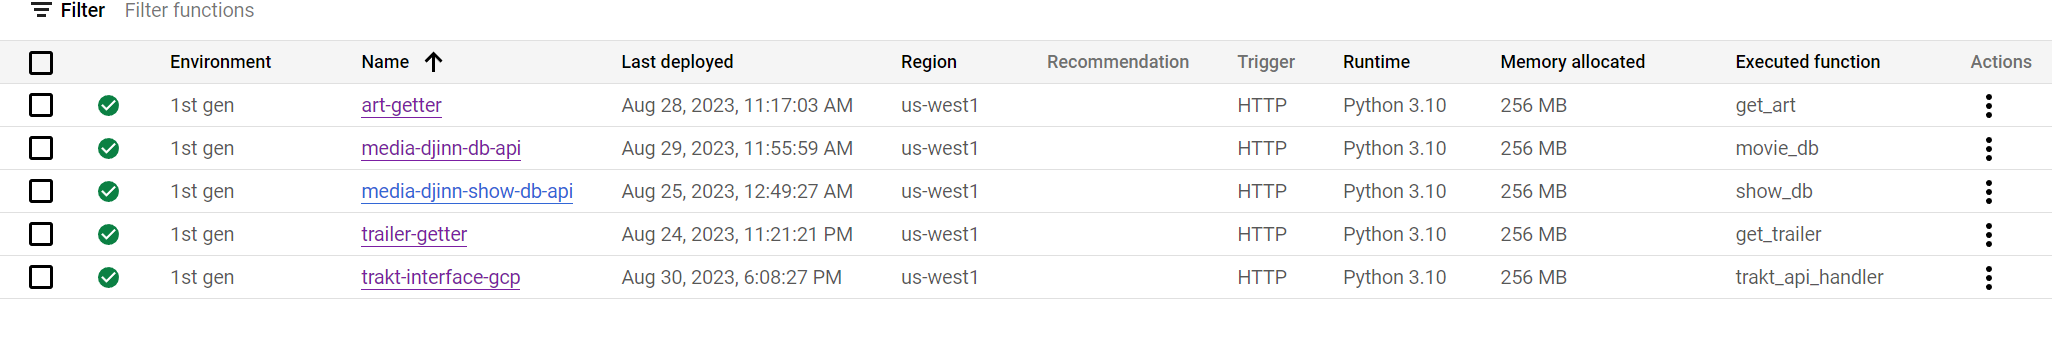 Filter Filter functions
Environment Name Last deployed Region Recommendation Trigger Runtime Memory allocated Executed function Actions
1st gen art-getter Aug 28, 2023, 11:17:03 AM us-west1 HTTP Python 3.10 256 MB get_art
1st gen media-djinn-db-api Aug 29, 2023, 11:55:59 AM us-west1 HTTP Python 3.10 256 MB movie_db
1st gen media-djinn-show-db-api Aug 25, 2023, 12:49:27 AM us-west1 HTTP Python 3.10 256 MB show_db
1st gen trailer-getter Aug 24, 2023, 11:21:21 PM us-west1 HTTP Python 3.10 256 MB get_trailer
1st gen trakt-interface-gcp Aug 30, 2023, 6:08:27 PM us-west1 HTTP Python 3.10 256 MB trakt_api_handler